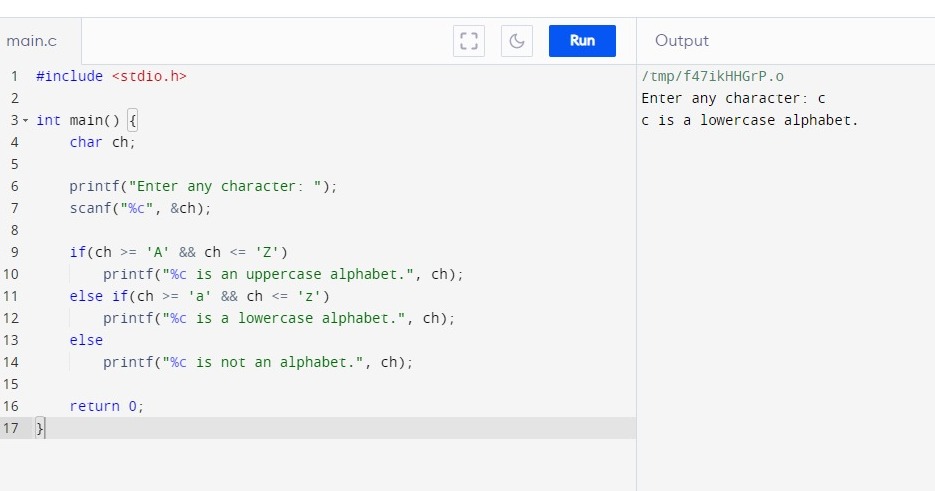 main.c
Run
Output
1 #include <stdio.h>
2
3 int main() {
4     char ch;
5
6     printf("Enter any character: ");
7     scanf("%c", &ch);
8
9     if(ch >= 'A' && ch <= 'Z')
10         printf("%c is an uppercase alphabet.", ch);
11     else if(ch >= 'a' && ch <= 'z')
12         printf("%c is a lowercase alphabet.", ch);
13     else
14         printf("%c is not an alphabet.", ch);
15
16     return 0;
17 }
/tmp/f47ikHHGrP.o
Enter any character: c
c is a lowercase alphabet.